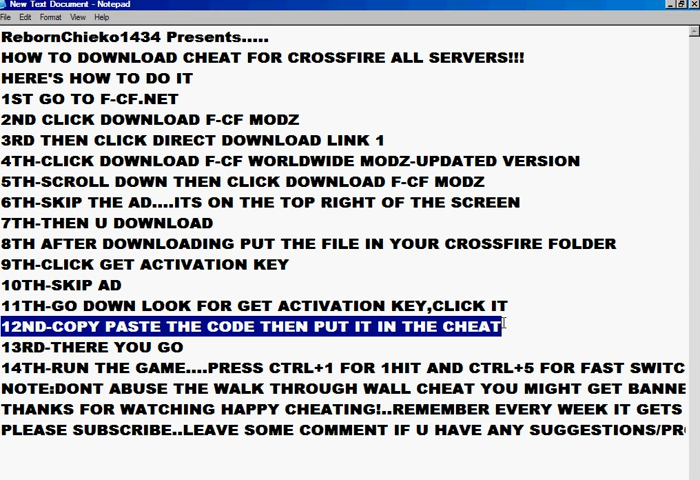 New Text Document - Notepad
File Edit Format View Help
RebornChieko1434 Presents.....
HOW TO DOWNLOAD CHEAT FOR CROSSFIRE ALL SERVERS!!!
HERE'S HOW TO DO IT
1ST GO TO F-CF.NET
2ND CLICK DOWNLOAD F-CF MODZ
3RD THEN CLICK DIRECT DOWNLOAD LINK 1
4TH-CLICK DOWNLOAD F-CF WORLDWIDE MODZ-UPDATED VERSION
5TH-SCROLL DOWN THEN CLICK DOWNLOAD F-CF MODZ
6TH-SKIP THE AD....ITS ON THE TOP RIGHT OF THE SCREEN
7TH-THEN U DOWNLOAD
8TH AFTER DOWNLOADING PUT THE FILE IN YOUR CROSSFIRE FOLDER
9TH-CLICK GET ACTIVATION KEY
10TH-SKIP AD
11TH-GO DOWN LOOK FOR GET ACTIVATION KEY,CLICK IT
12ND-COPY PASTE THE CODE THEN PUT IT IN THE CHEAT
13RD-THERE YOU GO
14TH-RUN THE GAME....PRESS CTRL+1 FOR 1HIT AND CTRL+5 FOR FAST SWITC
NOTE:DONT ABUSE THE WALK THROUGH WALL CHEAT YOU MIGHT GET BANNE
THANKS FOR WATCHING HAPPY CHEATING!..REMEMBER EVERY WEEK IT GETS
PLEASE SUBSCRIBE..LEAVE SOME COMMENT IF U HAVE ANY SUGGESTIONS/PR